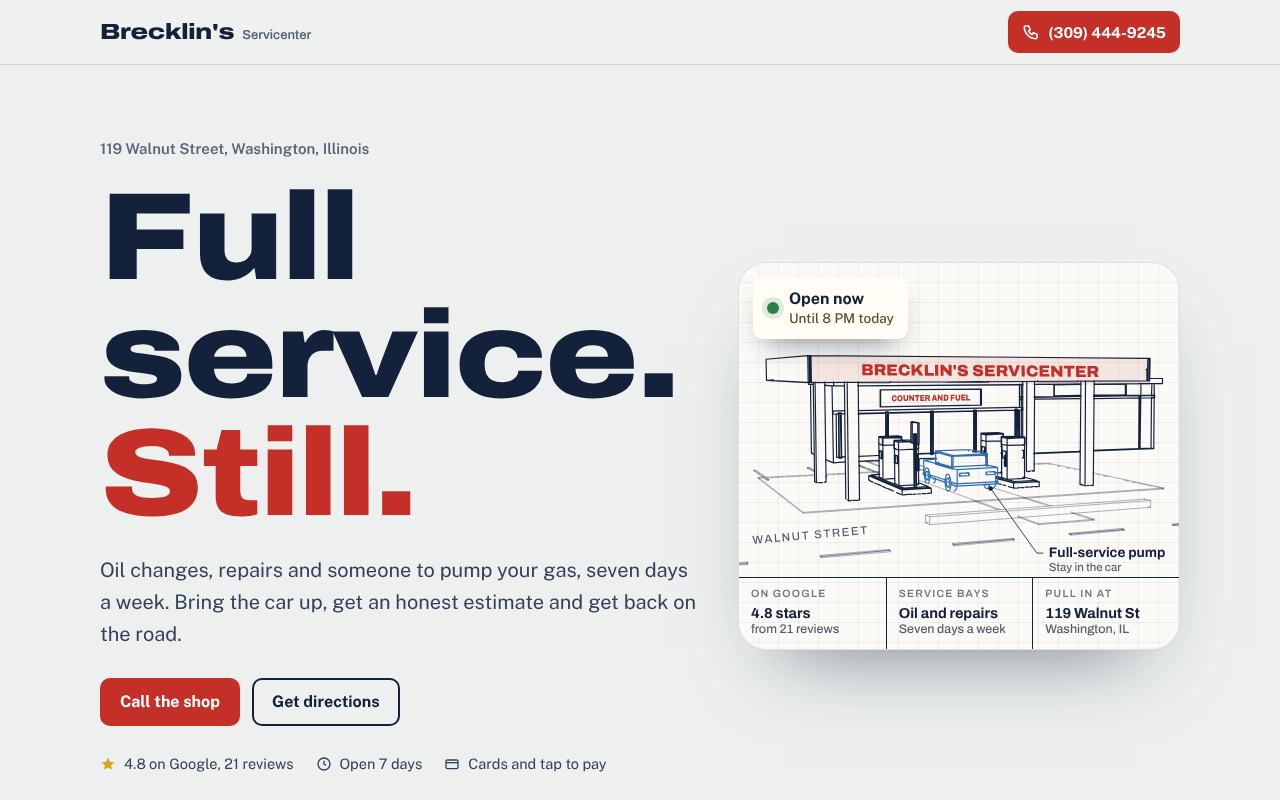 Brecklin's Servicenter
(309) 444-9245
119 Walnut Street, Washington, Illinois
Full
service.
Still.
Oil changes, repairs and someone to pump your gas, seven days
a week. Bring the car up, get an honest estimate and get back on
the road.
Call the shop
Get directions
4.8 on Google, 21 reviews
Open 7 days
Cards and tap to pay
Open now
Until 8 PM today
BRECKLIN'S SERVICENTER
COUNTER AND FUEL
WALNUT STREET
Full-service pump
Stay in the car
ON GOOGLE
4.8 stars
from 21 reviews
SERVICE BAYS
Oil and repairs
Seven days a week
PULL IN AT
119 Walnut St
Washington, IL